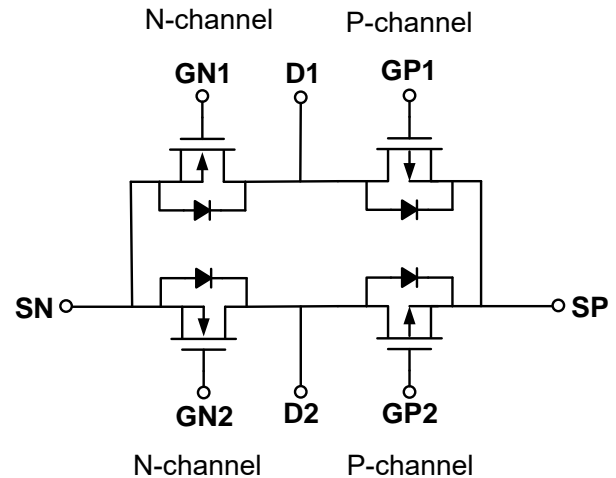 N-channel P-channel
GN1 D1 GP1
SN SP
GN2 D2 GP2
N-channel P-channel